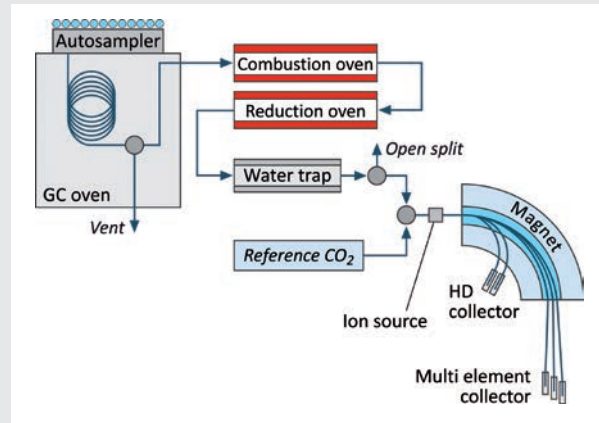 Autosampler
Combustion oven
Reduction oven
Open split
Water trap
GC oven
Vent
Magnet
Reference CO₂
HD
collector
Ion source
Multi element
collector